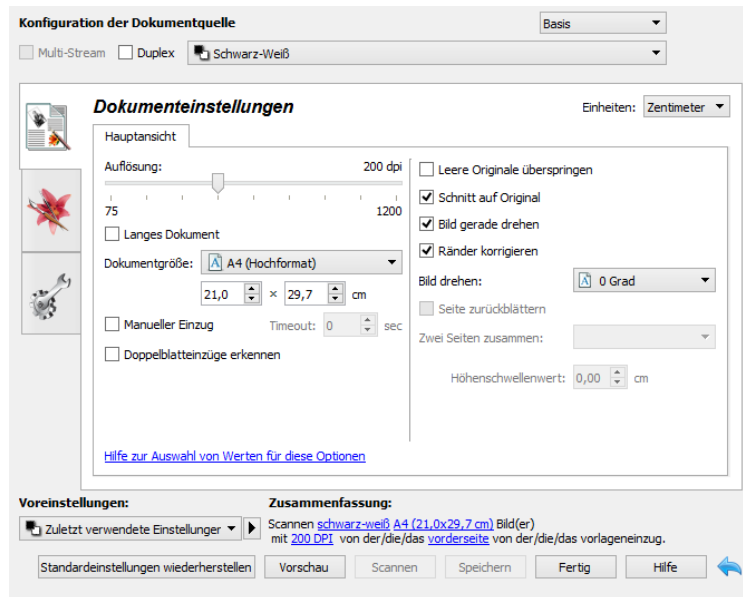 Konfiguration der Dokumentquelle
Basis
Multi-Stream
Duplex
Schwarz-Weiß
Dokumenteinstellungen
Einheiten: Zentimeter
Hauptansicht
Auflösung: 200 dpi
75 1200
Langes Dokument
Dokumentgröße: A A4 (Hochformat)
21,0 × 29,7 cm
Manueller Einzug Timeout: 0 sec
Doppelblatteinzüge erkennen
Hilfe zur Auswahl von Werten für diese Optionen
Leere Originale überspringen
Schnitt auf Original
Bild gerade drehen
Ränder korrigieren
Bild drehen: A 0 Grad
Seite zurückblättern
Zwei Seiten zusammen:
Höhenschwellenwert: 0,00 cm
Voreinstellungen:
Zuletzt verwendete Einstellunger
Zusammenfassung:
Scannen schwarz-weiß A4 (21,0x29,7 cm) Bild(er)
mit 200 DPI von der/die/das vorderseite von der/die/das vorlageneinzug.
Standardeinstellungen wiederherstellen
Vorschau
Scannen
Speichern
Fertig
Hilfe